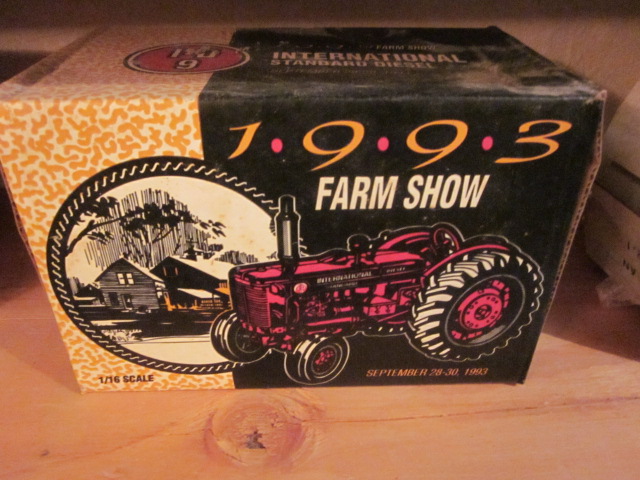 9
FARM SHOW
INTERNATIONAL
STANDARD DIESEL
1•9•9•3
FARM SHOW
INTERNATIONAL
1/16 SCALE
SEPTEMBER 28-30, 1993